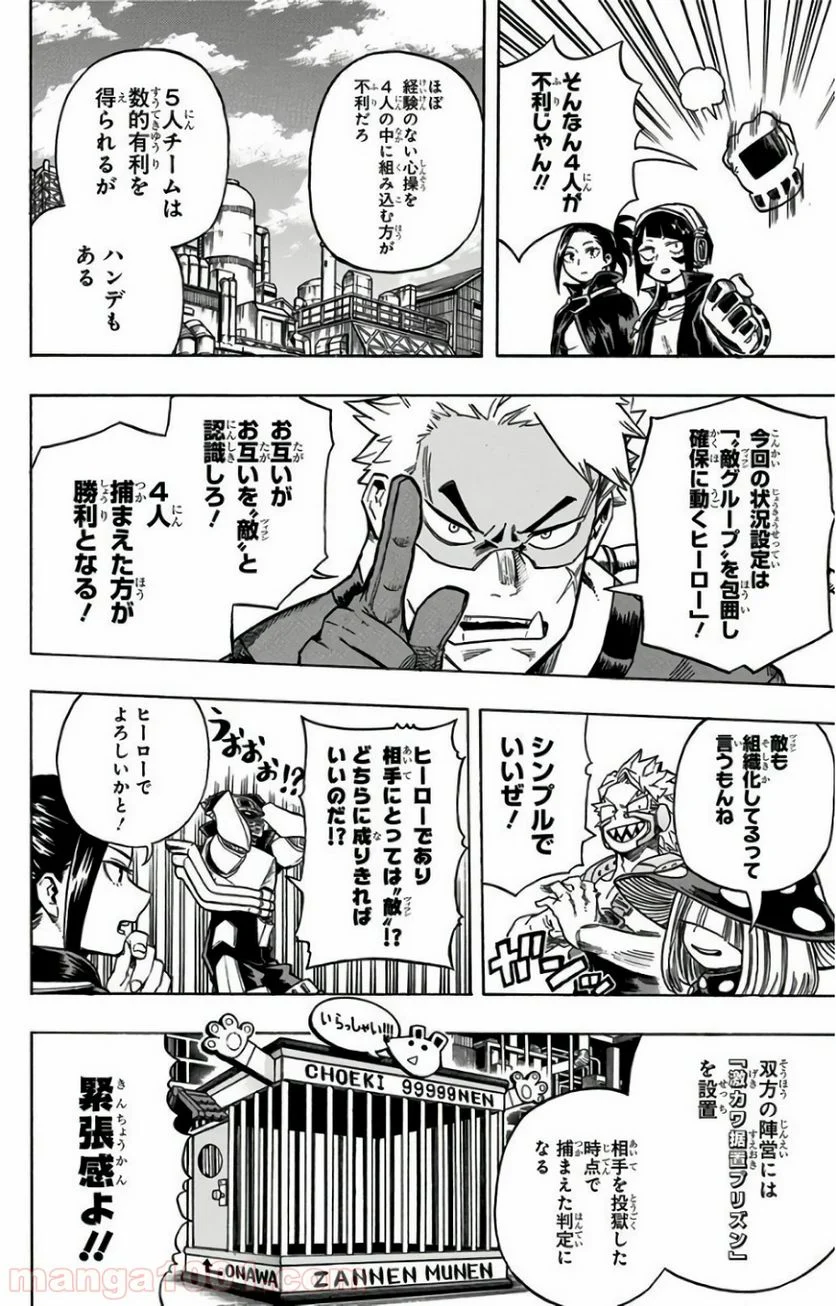 そんなん4人が
不利じゃん!!
ほぼ
経験のない心操を
4人の中に組み込む方が
不利だろ
5人チームは
数的有利を
得られるが
ハンデも
ある
今回の状況設定は
「〝敵グループ〟を包囲し
確保に動くヒーロー」!
お互いが
お互いを〝敵〟と
認識しろ!
4人
捕まえた方が
勝利となる!
敵も
組織化してるって
言うもんね
シンプルで
いいぜ!
ガンッ
ヒーローであり
相手にとっては〝敵〟!?
どちらに成りきれば
いいのだ!?
うおおお!?
ヒーローで
よろしいかと!
双方の陣営には
『激カワ据置プリズン』
を設置
相手を投獄した
時点で
捕まえた判定に
なる
いらっしゃい!!!
CHOEKI 99999NEN
↑ONAWA
ZANNEN MUNEN
緊張感よ!!